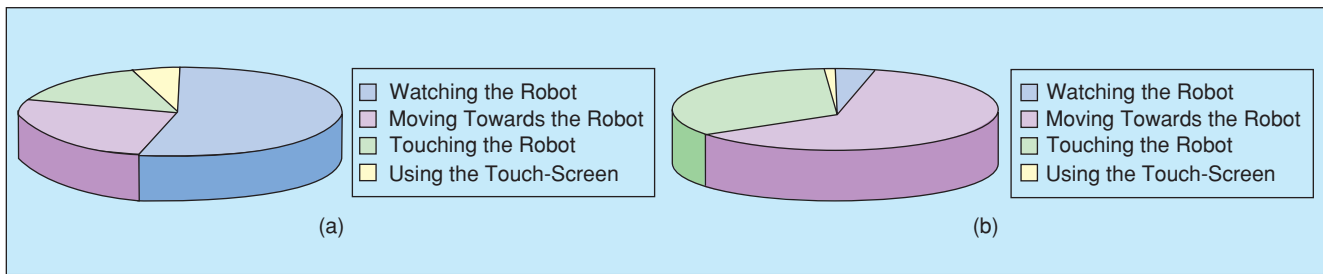 Watching the Robot
Moving Towards the Robot
Touching the Robot
Using the Touch-Screen
(a)
Watching the Robot
Moving Towards the Robot
Touching the Robot
Using the Touch-Screen
(b)